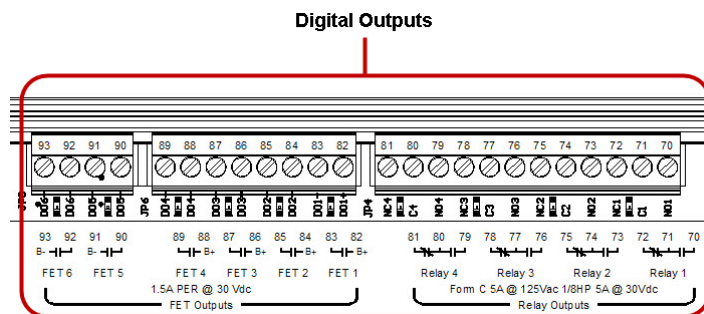 Digital Outputs
93 92 91 90 89 88 87 86 85 84 83 82 81 80 79 78 77 76 75 74 73 72 71 70
DO6- DO6- DO5- DO5- JP6 DO4- DO4- DO3- DO3- DO2- DO2- DO1- DO1+ JP4 NC4 C4 NO4 NC3 C3 NO3 NC2 C2 NO2 NC1 C1 NO1
93 92 91 90 89 88 87 86 85 84 83 82 81 80 79 78 77 76 75 74 73 72 71 70
B- B- B+ B+ B+ B+
FET 6 FET 5 FET 4 FET 3 FET 2 FET 1 Relay 4 Relay 3 Relay 2 Relay 1
1.5A PER @ 30 Vdc Form C 5A @ 125Vac 1/8HP 5A @ 30Vdc
FET Outputs Relay Outputs